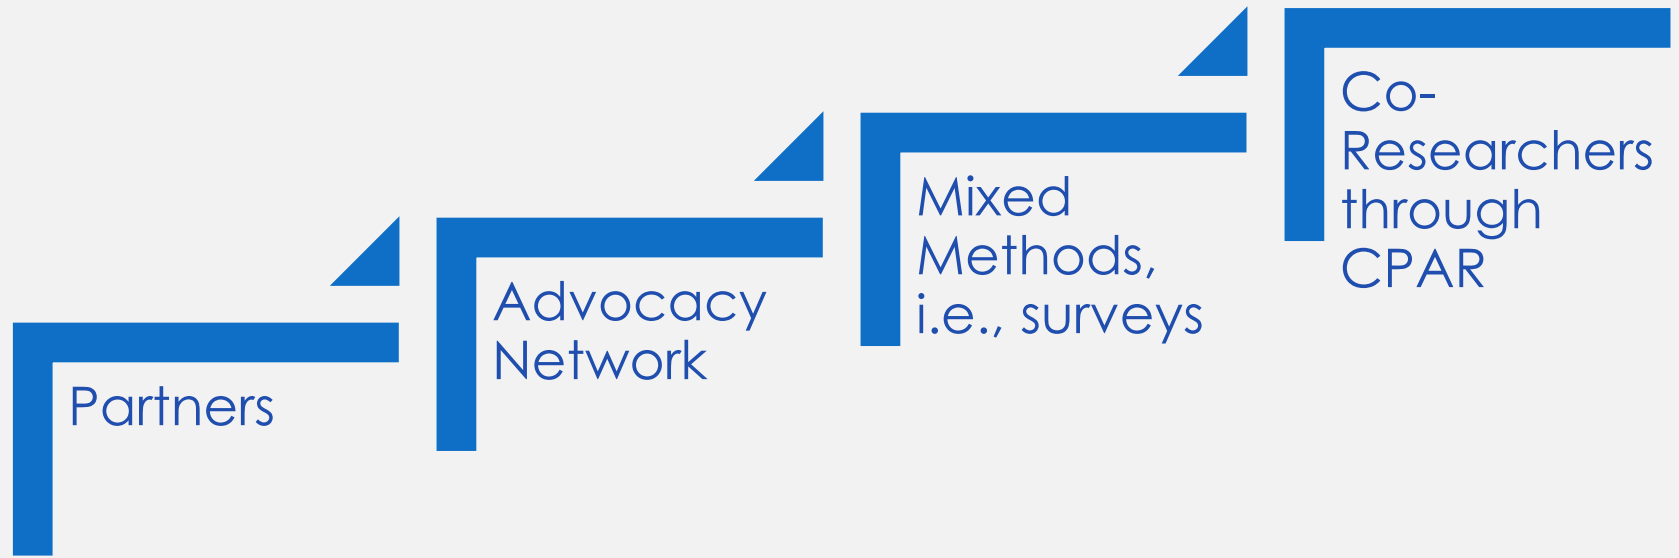 Partners
Advocacy
Network
Mixed
Methods,
i.e., surveys
Co-
Researchers
through
CPAR